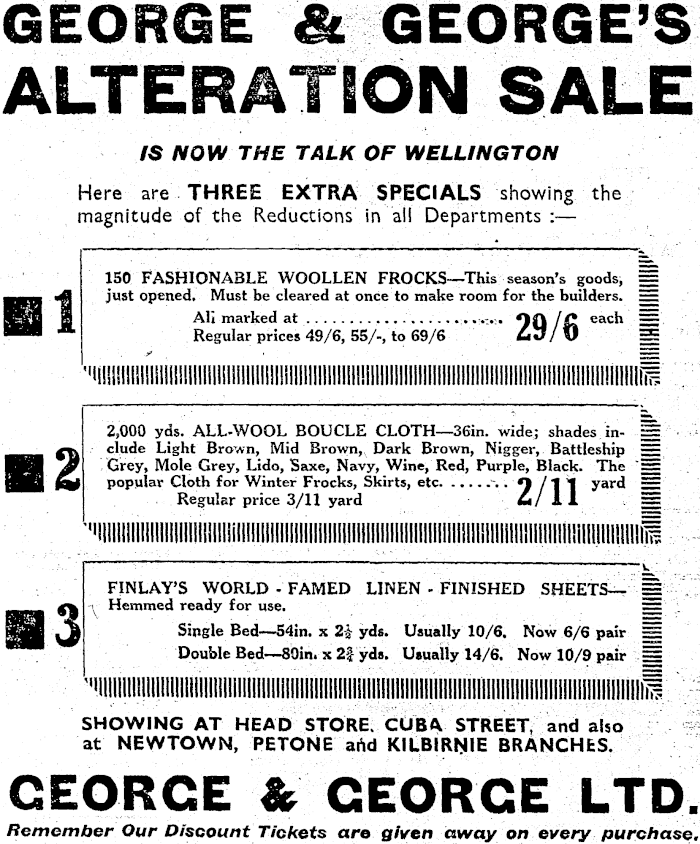 GEORGE & GEORGE'S
ALTERATION SALE
IS NOW THE TALK OF WELLINGTON
Here are THREE EXTRA SPECIALS showing the
magnitude of the Reductions in all Departments :—
1
150 FASHIONABLE WOOLLEN FROCKS—This season's goods,
just opened. Must be cleared at once to make room for the builders.
All marked at ........................ 29/6 each
Regular prices 49/6, 55/-, to 69/6
2
2,000 yds. ALL-WOOL BOUCLE CLOTH—36in. wide; shades in-
clude Light Brown, Mid Brown, Dark Brown, Nigger, Battleship
Grey, Mole Grey, Lido, Saxe, Navy, Wine, Red, Purple, Black. The
popular Cloth for Winter Frocks, Skirts, etc. ....... 2/11 yard
Regular price 3/11 yard
3
FINLAY'S WORLD - FAMED LINEN - FINISHED SHEETS—
Hemmed ready for use.
Single Bed—54in. x 2½ yds. Usually 10/6. Now 6/6 pair
Double Bed—80in. x 2¾ yds. Usually 14/6. Now 10/9 pair
SHOWING AT HEAD STORE, CUBA STREET, and also
at NEWTOWN, PETONE and KILBIRNIE BRANCHES.
GEORGE & GEORGE LTD.
Remember Our Discount Tickets are given away on every purchase.